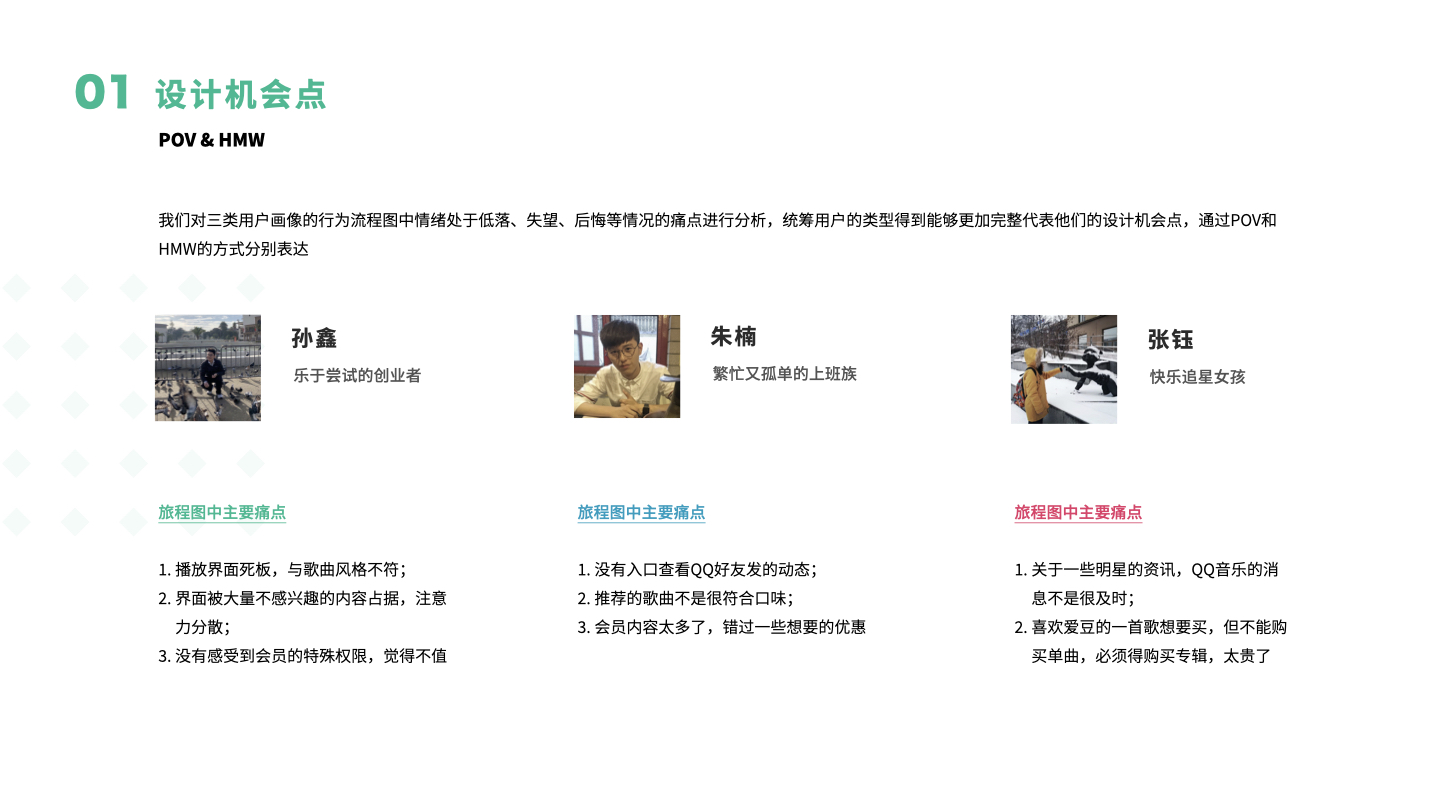 01 设计机会点
POV & HMW
我们对三类用户画像的行为流程图中情绪处于低落、失望、后悔等情况的痛点进行分析，统筹用户的类型得到能够更加完整代表他们的设计机会点，通过POV和
HMW的方式分别表达
孙鑫
乐于尝试的创业者
朱楠
繁忙又孤单的上班族
张钰
快乐追星女孩
旅程图中主要痛点
1. 播放界面死板，与歌曲风格不符；
2. 界面被大量不感兴趣的内容占据，注意
力分散；
3. 没有感受到会员的特殊权限，觉得不值
旅程图中主要痛点
1. 没有入口查看QQ好友发的动态；
2. 推荐的歌曲不是很符合口味；
3. 会员内容太多了，错过一些想要的优惠
旅程图中主要痛点
1. 关于一些明星的资讯，QQ音乐的消
息不是很及时；
2. 喜欢爱豆的一首歌想要买，但不能购
买单曲，必须得购买专辑，太贵了